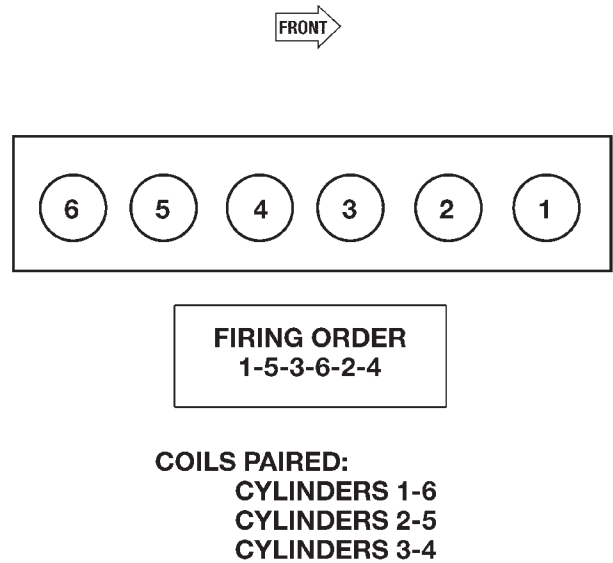 FRONT
6 5 4 3 2 1
FIRING ORDER
1-5-3-6-2-4
COILS PAIRED:
CYLINDERS 1-6
CYLINDERS 2-5
CYLINDERS 3-4